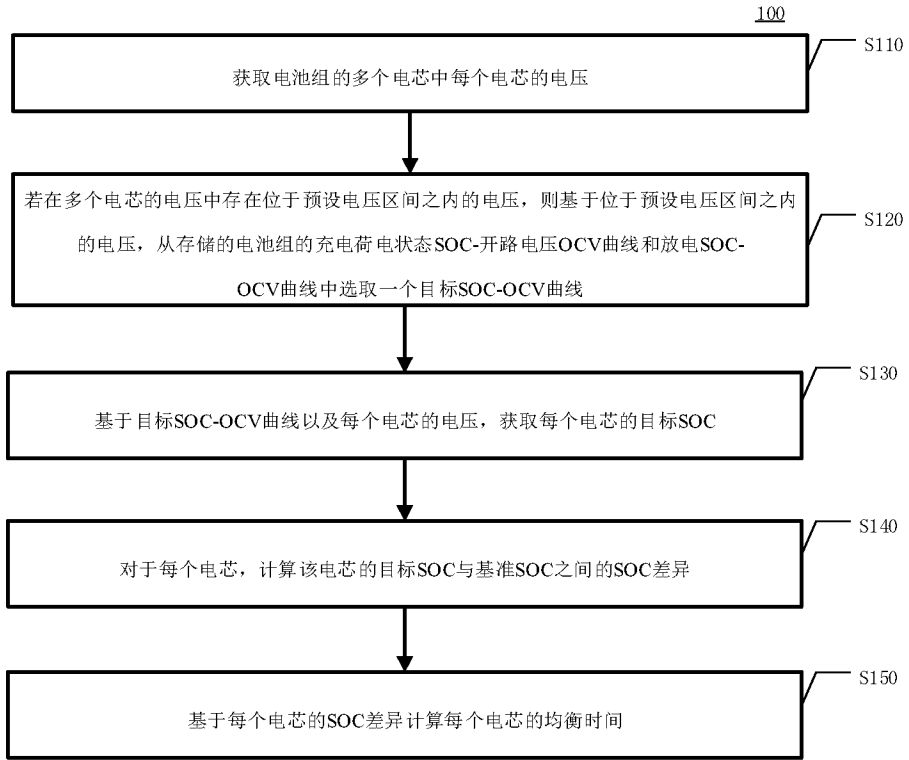 100
S110
获取电池组的多个电芯中每个电芯的电压
S120
若在多个电芯的电压中存在位于预设电压区间之内的电压，则基于位于预设电压区间之内
的电压，从存储的电池组的充电荷电状态SOC-开路电压OCV曲线和放电SOC-
OCV曲线中选取一个目标SOC-OCV曲线
S130
基于目标SOC-OCV曲线以及每个电芯的电压，获取每个电芯的目标SOC
S140
对于每个电芯，计算该电芯的目标SOC与基准SOC之间的SOC差异
S150
基于每个电芯的SOC差异计算每个电芯的均衡时间